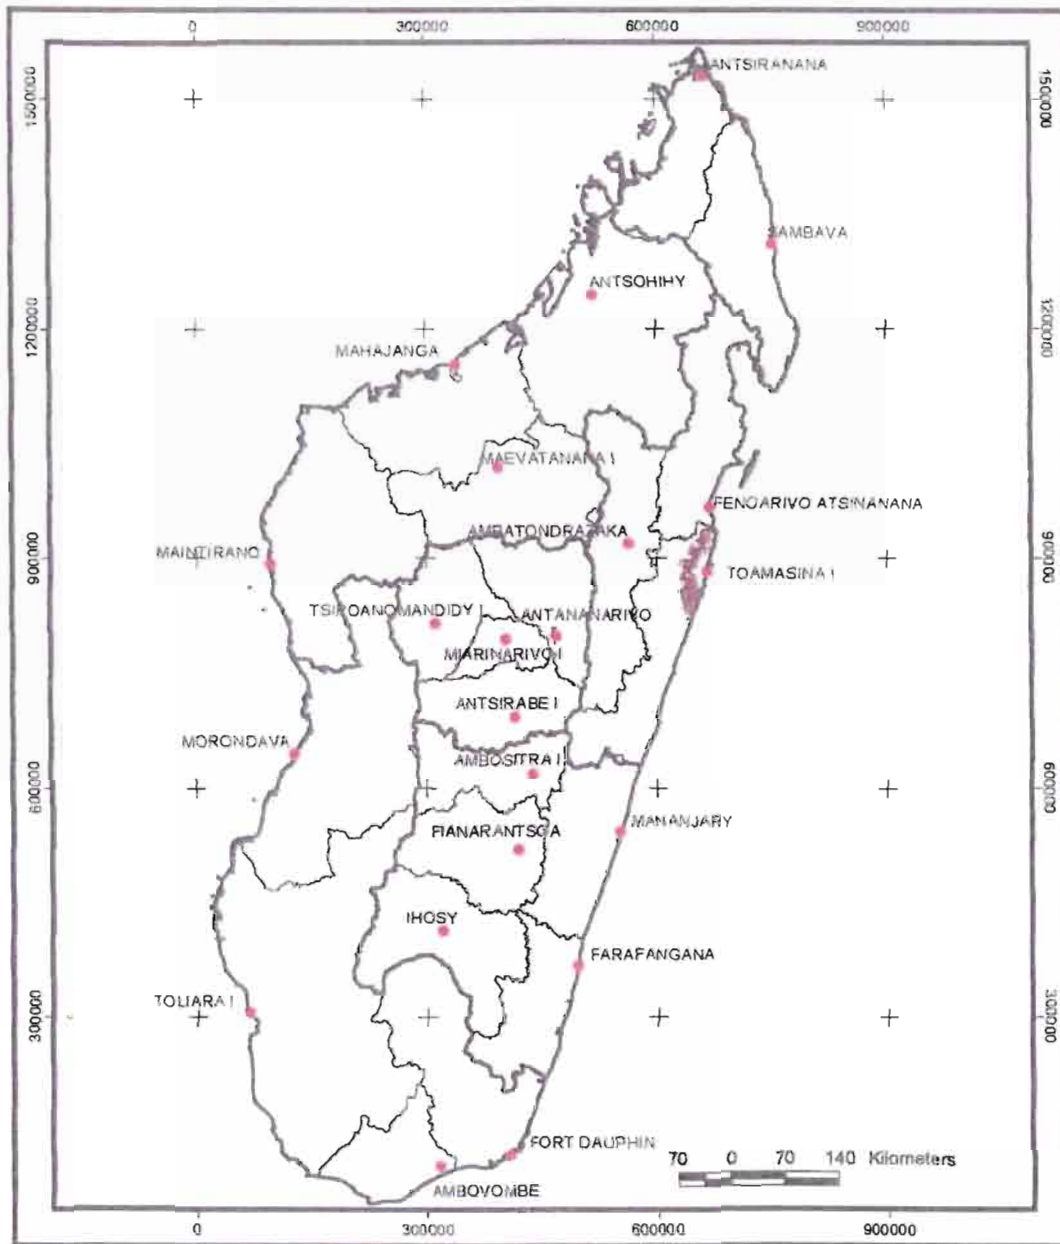 0 300000 600000 900000
ANTSIRANANA
1500000 1500000
SAMBAVA
ANTSOHIHY
1200000 1200000
MAHAJANGA
MAEVATANANA I
FENOARIVO ATSINANANA
AMBATONDRAZAKA
900000 900000
MAINTIRANO
TOAMASINA I
TSIROANOMANDIDY I
ANTANANARIVO
MIARINARIVO I
ANTSIRABE I
MORONDAVA
AMBOSITRA I
600000 600000
MANANJARY
FIANARANTSOA
IHOSY
FARAFANGANA
TOLIARA I
300000 300000
FORT DAUPHIN
70 0 70 140 Kilometers
AMBOVOMBE
0 300000 600000 900000